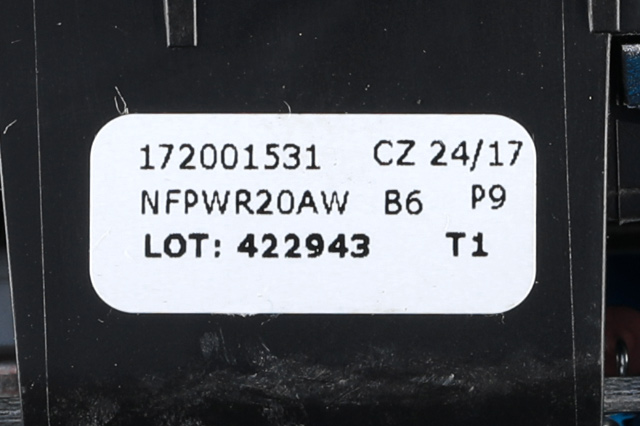 172001531 CZ 24/17
NFPWR20AW B6 P9
LOT: 422943 T1